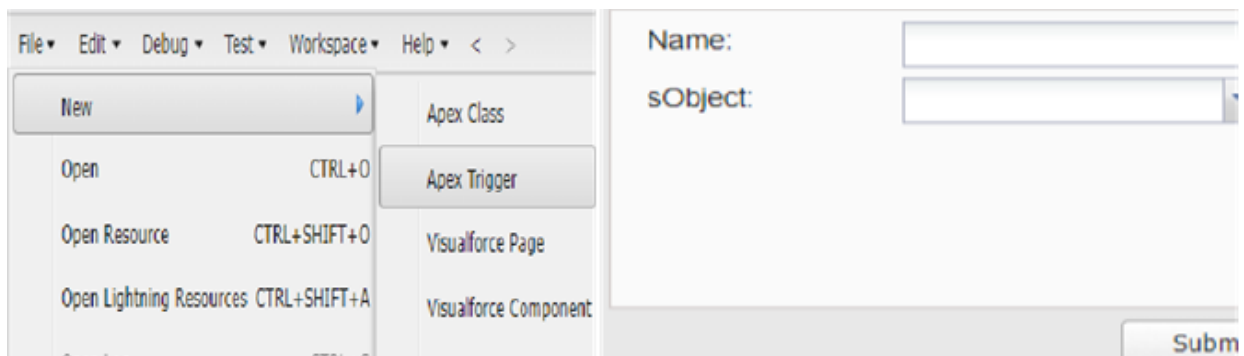 File Edit Debug Test Workspace Help < >
New
Open CTRL+O
Open Resource CTRL+SHIFT+O
Open Lightning Resources CTRL+SHIFT+A
Apex Class
Apex Trigger
Visualforce Page
Visualforce Component
Name:
sObject: